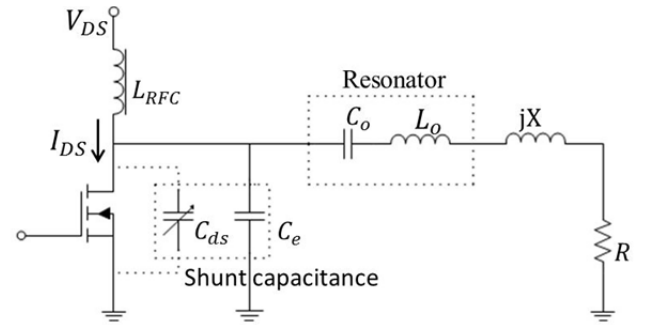 V_DS
L_RFC
Resonator
C_o
L_o
jX
I_DS
C_ds
C_e
R
Shunt capacitance